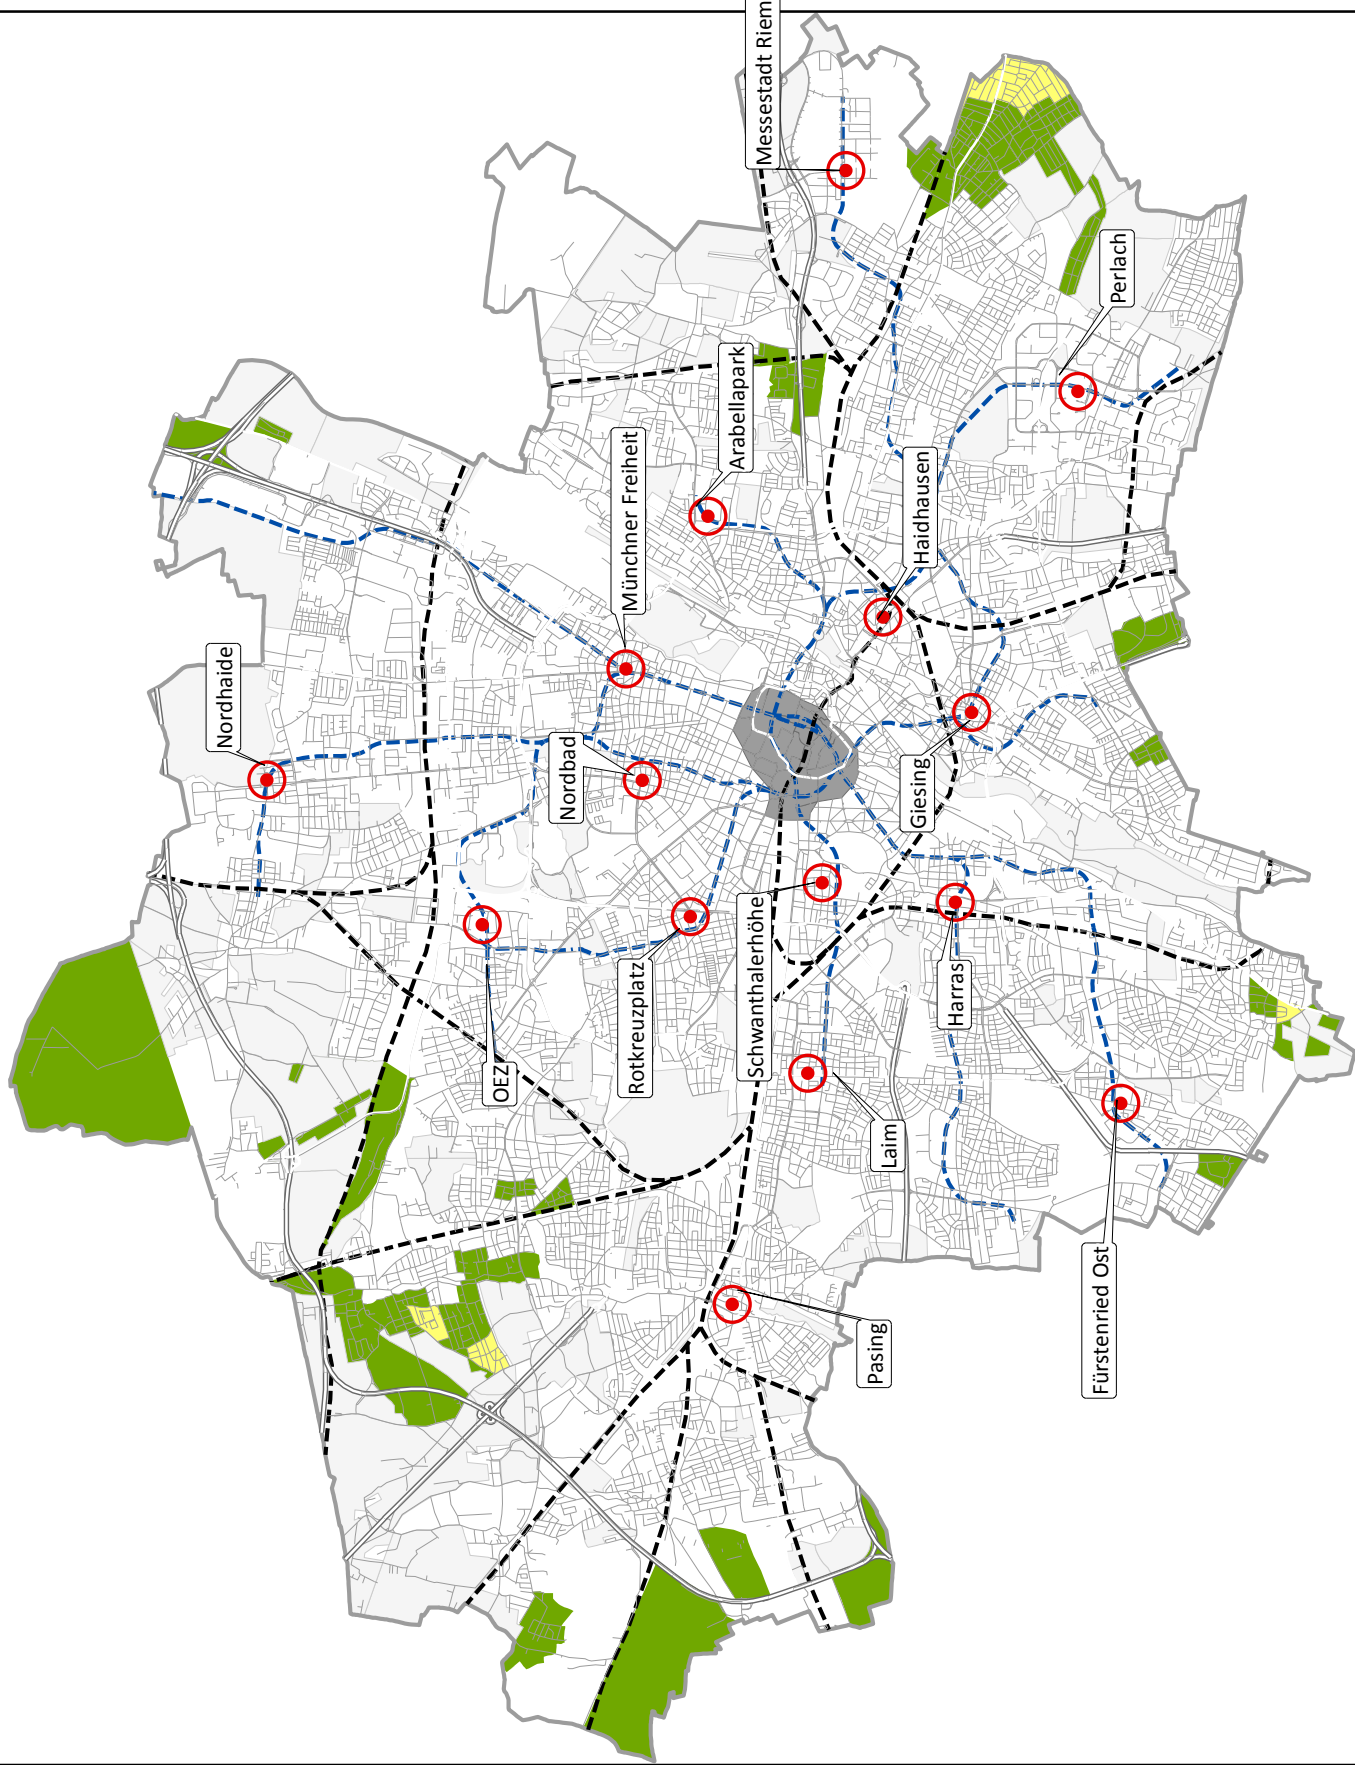 Messestadt Riem
Perlach
Arabellapark
Haidhausen
Münchner Freiheit
Nordhaide
Nordbad
Giesing
Schwanthalerhöhe
Rotkreuzplatz
Harras
OEZ
Laim
Fürstenried Ost
Pasing